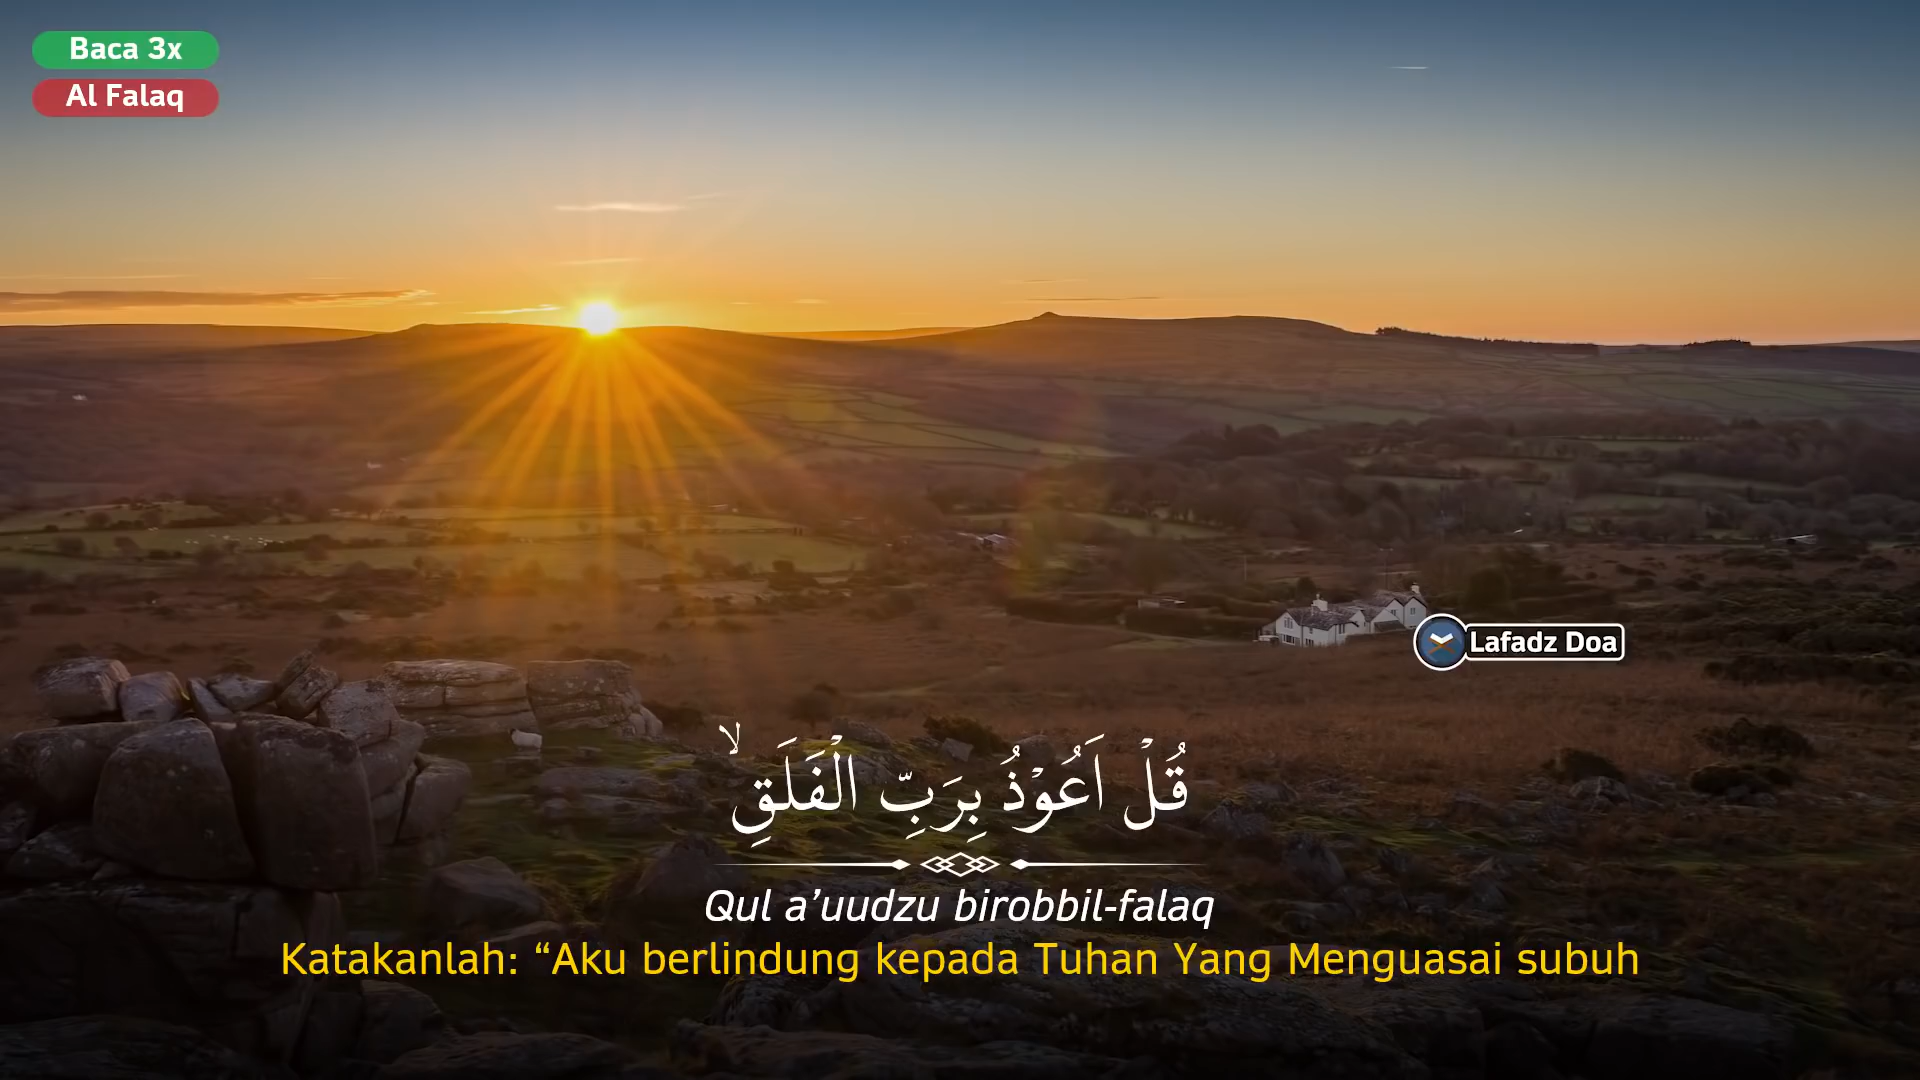 Baca 3x
Al Falaq
Lafadz Doa
قُلْ اَعُوْذُ بِرَبِّ الْفَلَقِۙ
Qul a’uudzu birobbil-falaq
Katakanlah: “Aku berlindung kepada Tuhan Yang Menguasai subuh